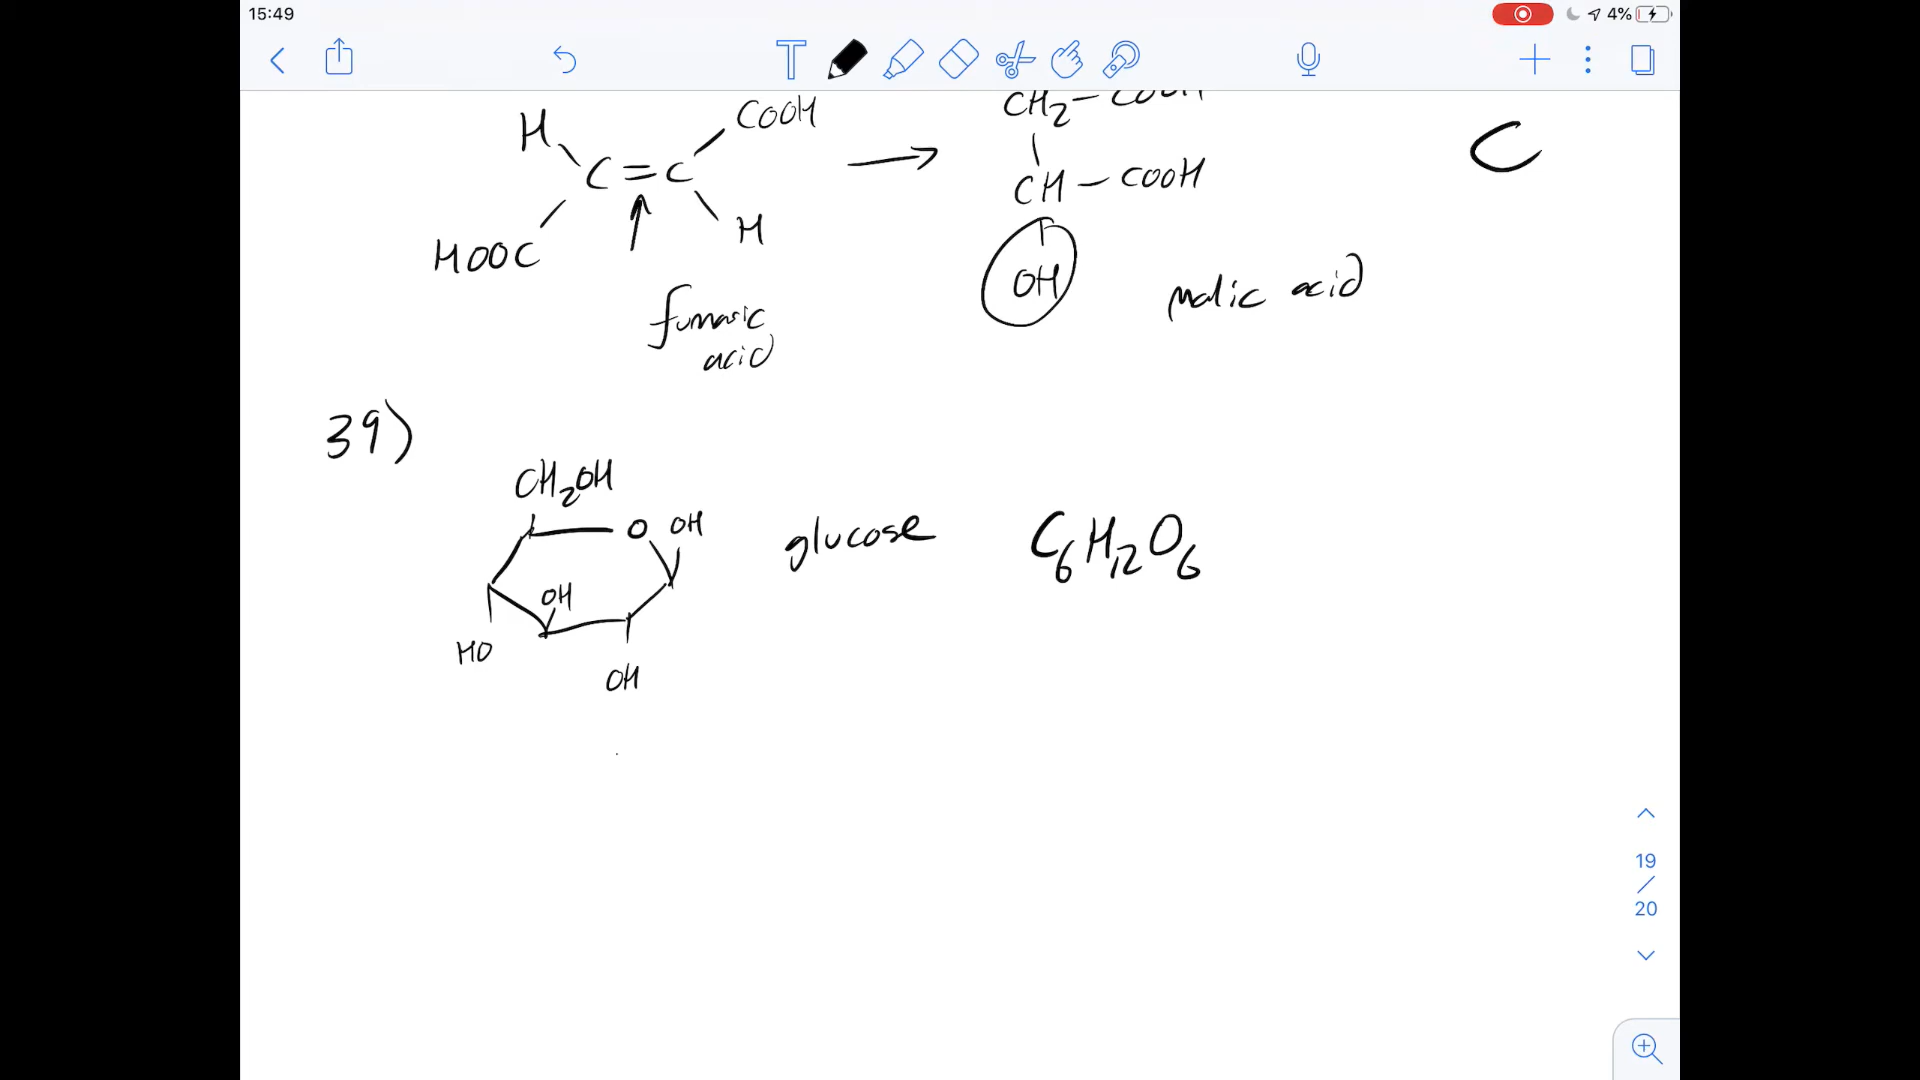 15:49
4%
T
H
COOH
CH2 - COOH
C
C = C
→
CH - COOH
HOOC
H
OH
malic acid
fumaric
acid
39)
CH2OH
O OH
glucose
C6H12O6
OH
HO
OH
19
/
20